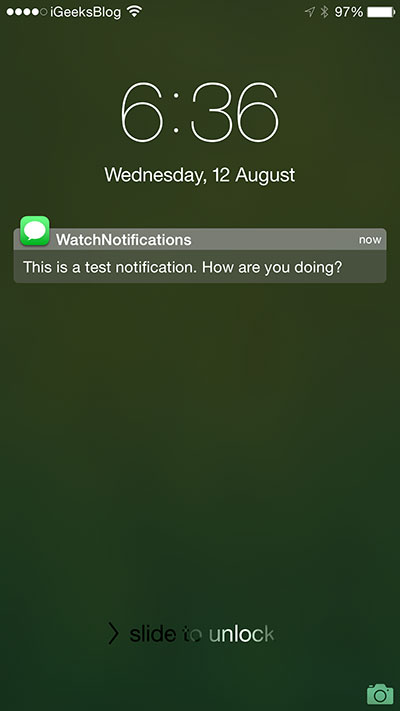 iGeeksBlog 97%
6:36
Wednesday, 12 August
WatchNotifications now
This is a test notification. How are you doing?
slide to unlock